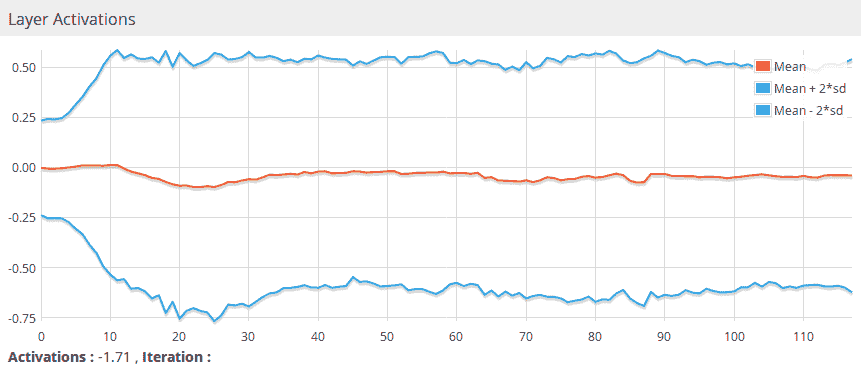 Layer Activations
0.50
0.25
0.00
-0.25
-0.50
-0.75
Mean
Mean + 2*sd
Mean - 2*sd
0 10 20 30 40 50 60 70 80 90 100 110
Activations : -1.71 , Iteration :